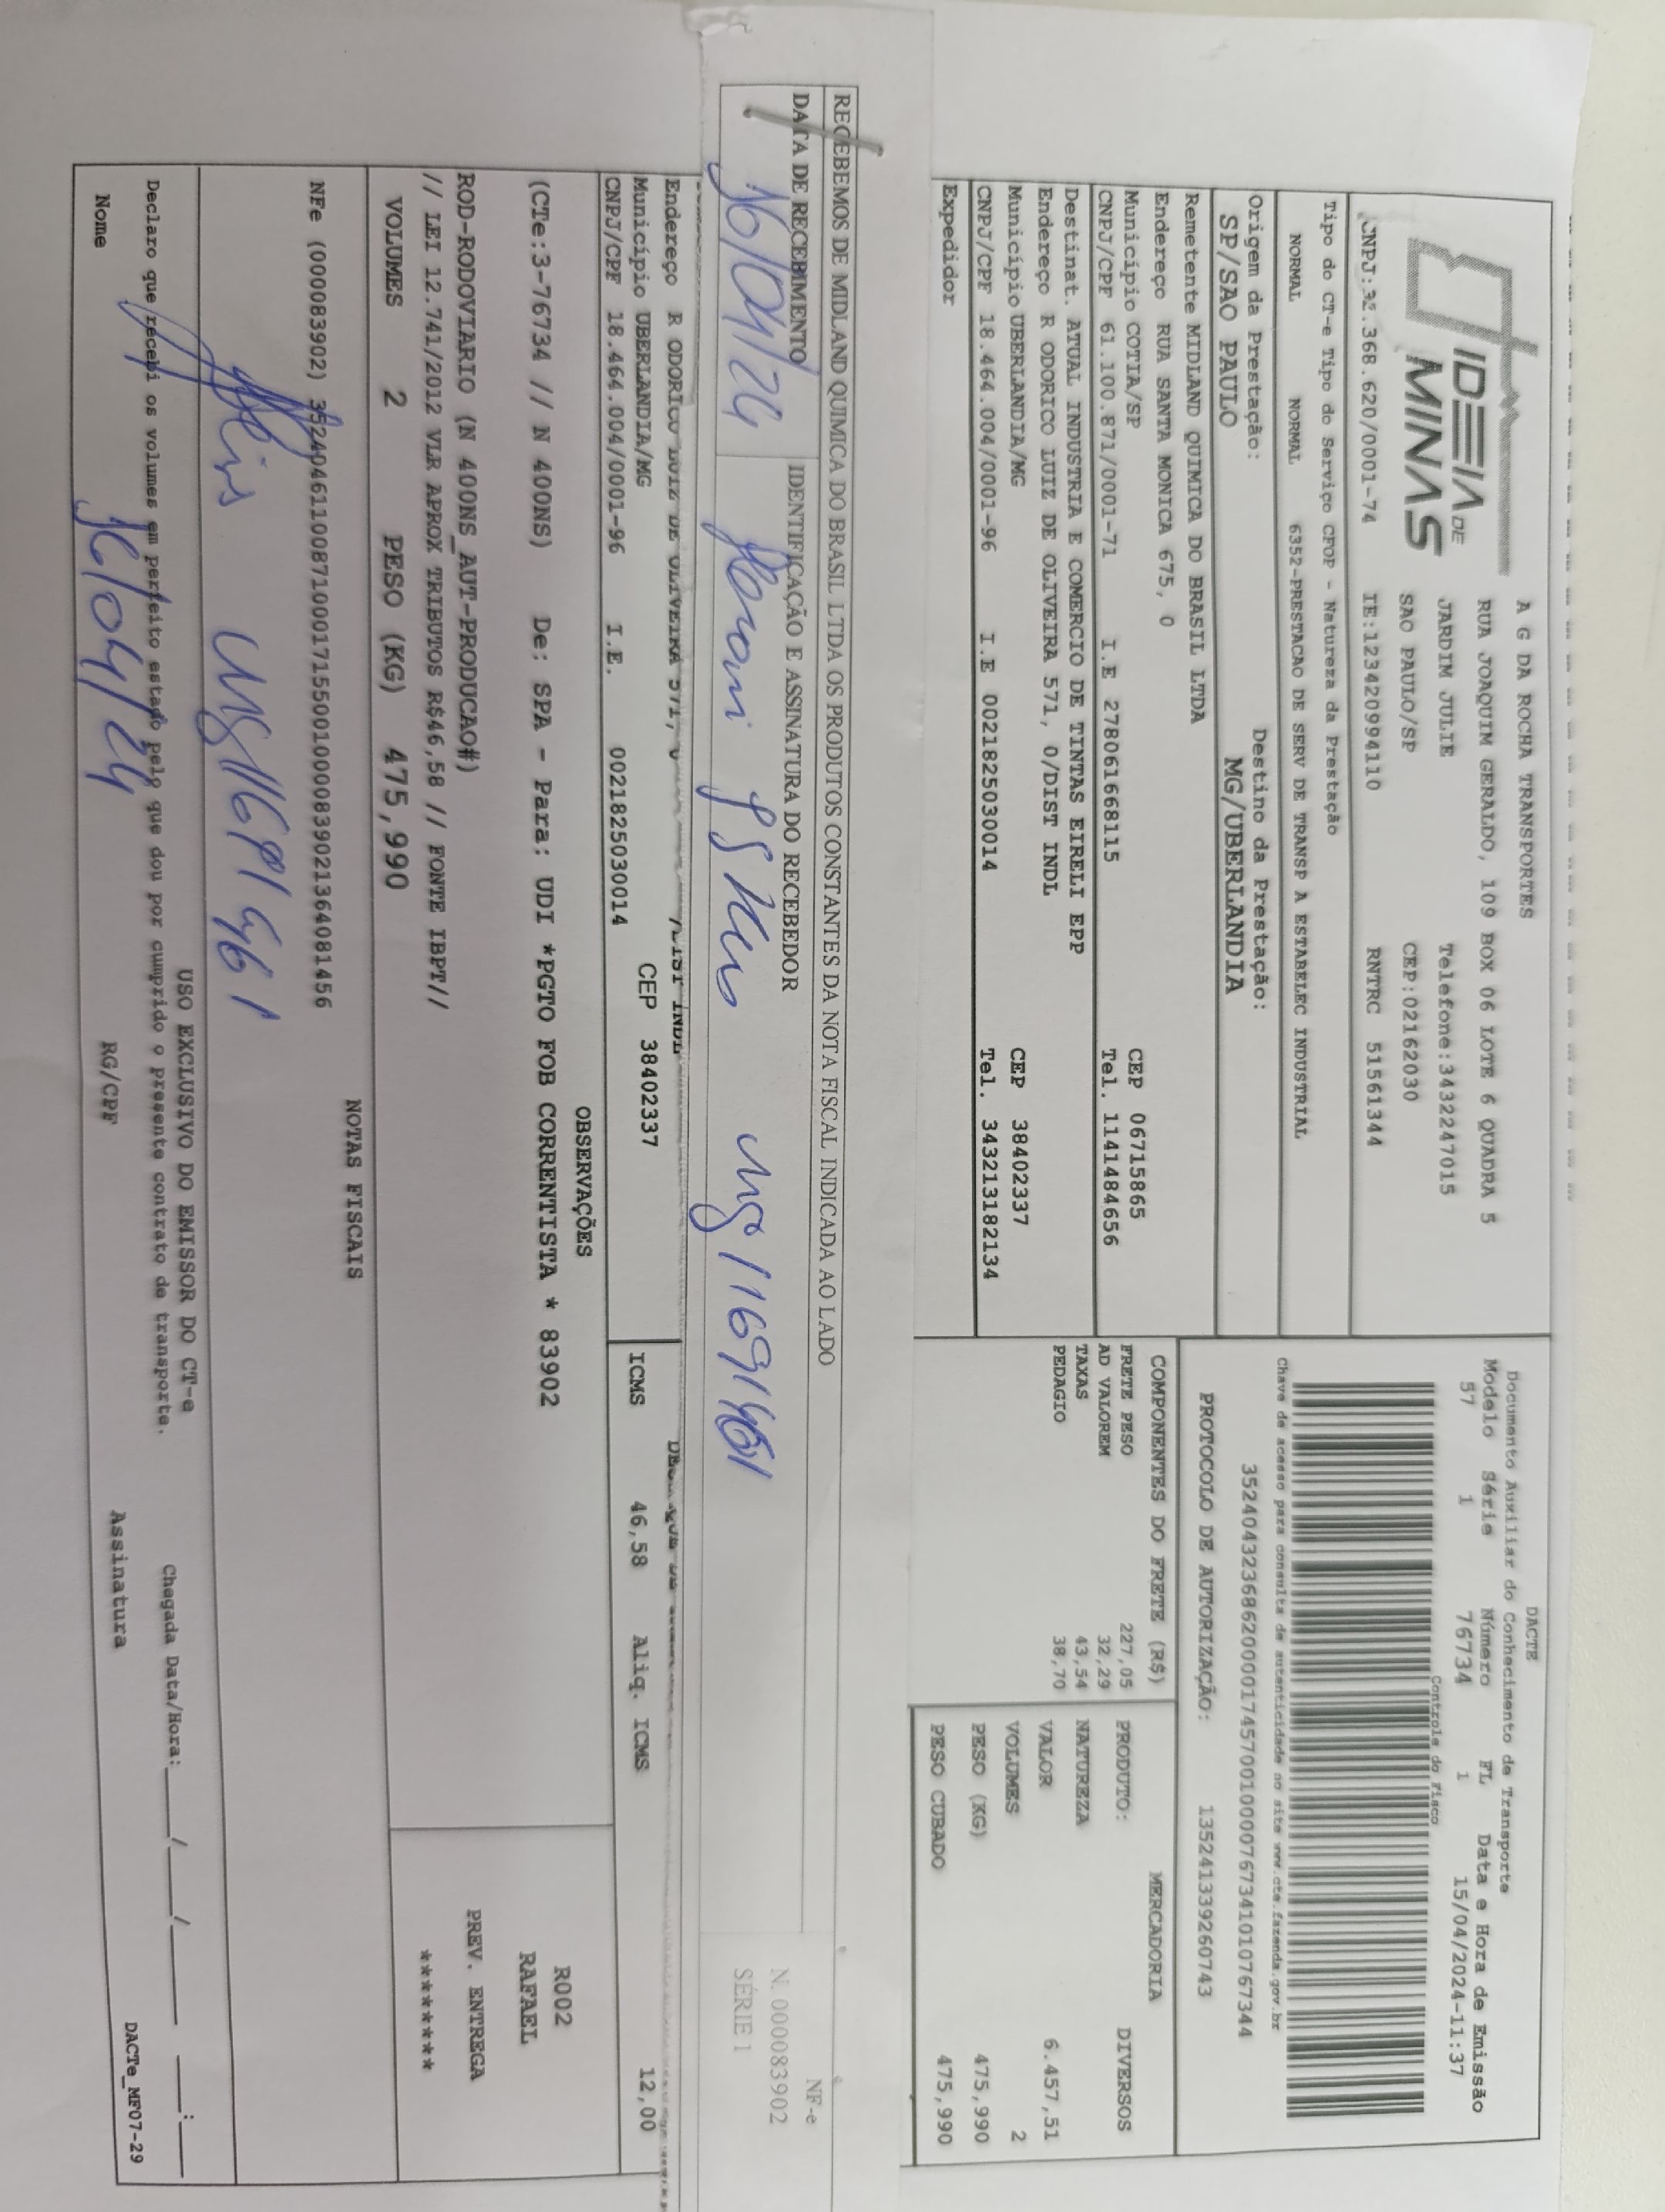 IDEIA DE
MINAS
A G DA ROCHA TRANSPORTES
RUA JOAQUIM GERALDO, 109 BOX 06 LOTE 6 QUADRA 5
JARDIM JULIE Telefone:3432247015
SAO PAULO/SP CEP:02162030
CNPJ:32.368.620/0001-74 IE:123420994110 RNTRC 51561344
DACTE
Documento Auxiliar do Conhecimento de Transporte
Modelo Série Número FL Data e Hora de Emissão
57 1 76734 1 15/04/2024-11:37
Controle do Fisco
Chave de acesso para consulta de autenticidade no site www.cte.fazenda.gov.br
35240432368620000174570010000767341010767344
PROTOCOLO DE AUTORIZAÇÃO: 135241339260743
Tipo do CT-e Tipo do Serviço CFOP - Natureza da Prestação
NORMAL NORMAL 6352-PRESTACAO DE SERV DE TRANSP A ESTABELEC INDUSTRIAL
Origem da Prestação: Destino da Prestação:
SP/SAO PAULO MG/UBERLANDIA
Remetente MIDLAND QUIMICA DO BRASIL LTDA
Endereço RUA SANTA MONICA 675, 0
Município COTIA/SP CEP 06715865
CNPJ/CPF 61.100.871/0001-71 I.E 278061668115 Tel. 1141484656
Destinat. ATUAL INDUSTRIA E COMERCIO DE TINTAS EIRELI EPP
Endereço R ODORICO LUIZ DE OLIVEIRA 571, 0/DIST INDL
Município UBERLANDIA/MG CEP 38402337
CNPJ/CPF 18.464.004/0001-96 I.E 0021825030014 Tel. 343213182134
Expedidor
COMPONENTES DO FRETE (R$)
FRETE PESO 227,05
AD VALOREM 32,29
TAXAS 43,54
PEDAGIO 38,70
MERCADORIA
PRODUTO: DIVERSOS
NATUREZA
VALOR 6.457,51
VOLUMES 2
PESO (KG) 475,990
PESO CUBADO 475,990
RECEBEMOS DE MIDLAND QUIMICA DO BRASIL LTDA OS PRODUTOS CONSTANTES DA NOTA FISCAL INDICADA AO LADO
DATA DE RECEBIMENTO IDENTIFICAÇÃO E ASSINATURA DO RECEBEDOR
16/04/24
NF-e
N. 000083902
SÉRIE 1
Endereço R ODORICO LUIZ DE OLIVEIRA 571, 0/DIST INDL
Município UBERLANDIA/MG CEP 38402337
CNPJ/CPF 18.464.004/0001-96 I.E. 0021825030014
ICMS 46,58 Aliq. ICMS 12,00
OBSERVAÇÕES
(CTe:3-76734 // N 400NS) De: SPA - Para: UDI *PGTO FOB CORRENTISTA * 83902
ROD-RODOVIARIO (N 400NS_AUT-PRODUCAO#)
// LEI 12.741/2012 VLR APROX TRIBUTOS R$46,58 // FONTE IBPT//
R002
RAFAEL
PREV. ENTREGA
********
VOLUMES 2 PESO (KG) 475,990
NOTAS FISCAIS
NFe (000083902) 35240461100871000171550010000839021364081456
USO EXCLUSIVO DO EMISSOR DO CT-e
Declaro que recebi os volumes em perfeito estado pelo que dou por cumprido o presente contrato de transporte.
Chegada Data/Hora: ___/___/_____ ___:___
Nome RG/CPF Assinatura
16/04/24
DACTe_MF07-29